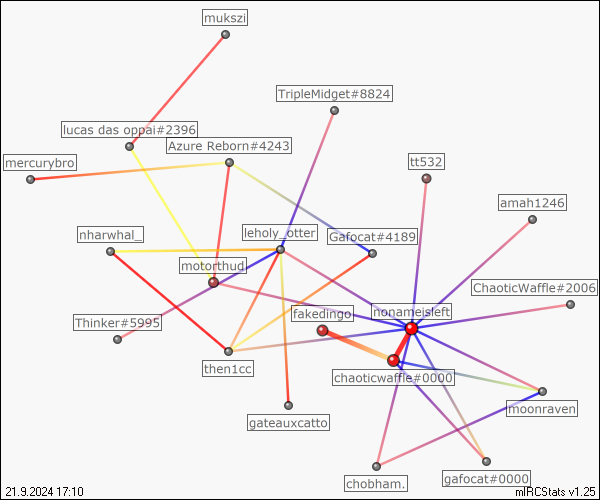 mukszi
TripleMidget#8824
lucas das oppai#2396
Azure Reborn#4243
mercurybro
tt532
amah1246
nharwhal_
leholy_otter
Gafocat#4189
motorthud
ChaoticWaffle#2006
Thinker#5995
fakedingo
nonameisleft
then1cc
chaoticwaffle#0000
moonraven
gateauxcatto
chobham.
gafocat#0000
21.9.2024 17:10
mIRCStats v1.25